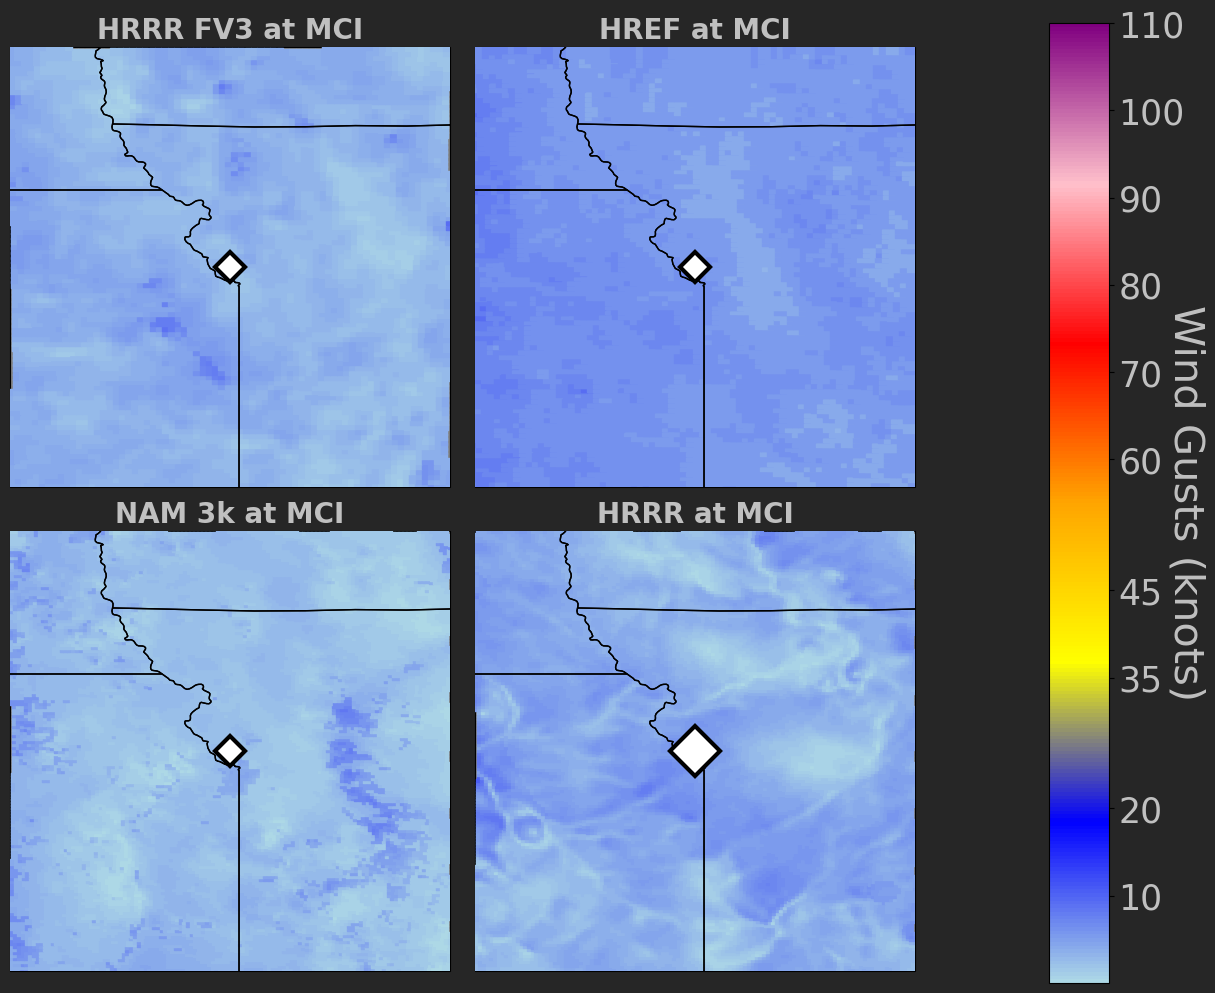 HRRR FV3 at MCI
HREF at MCI
NAM 3k at MCI
HRRR at MCI
110
100
90
80
70
60
45
35
20
10
Wind Gusts (knots)